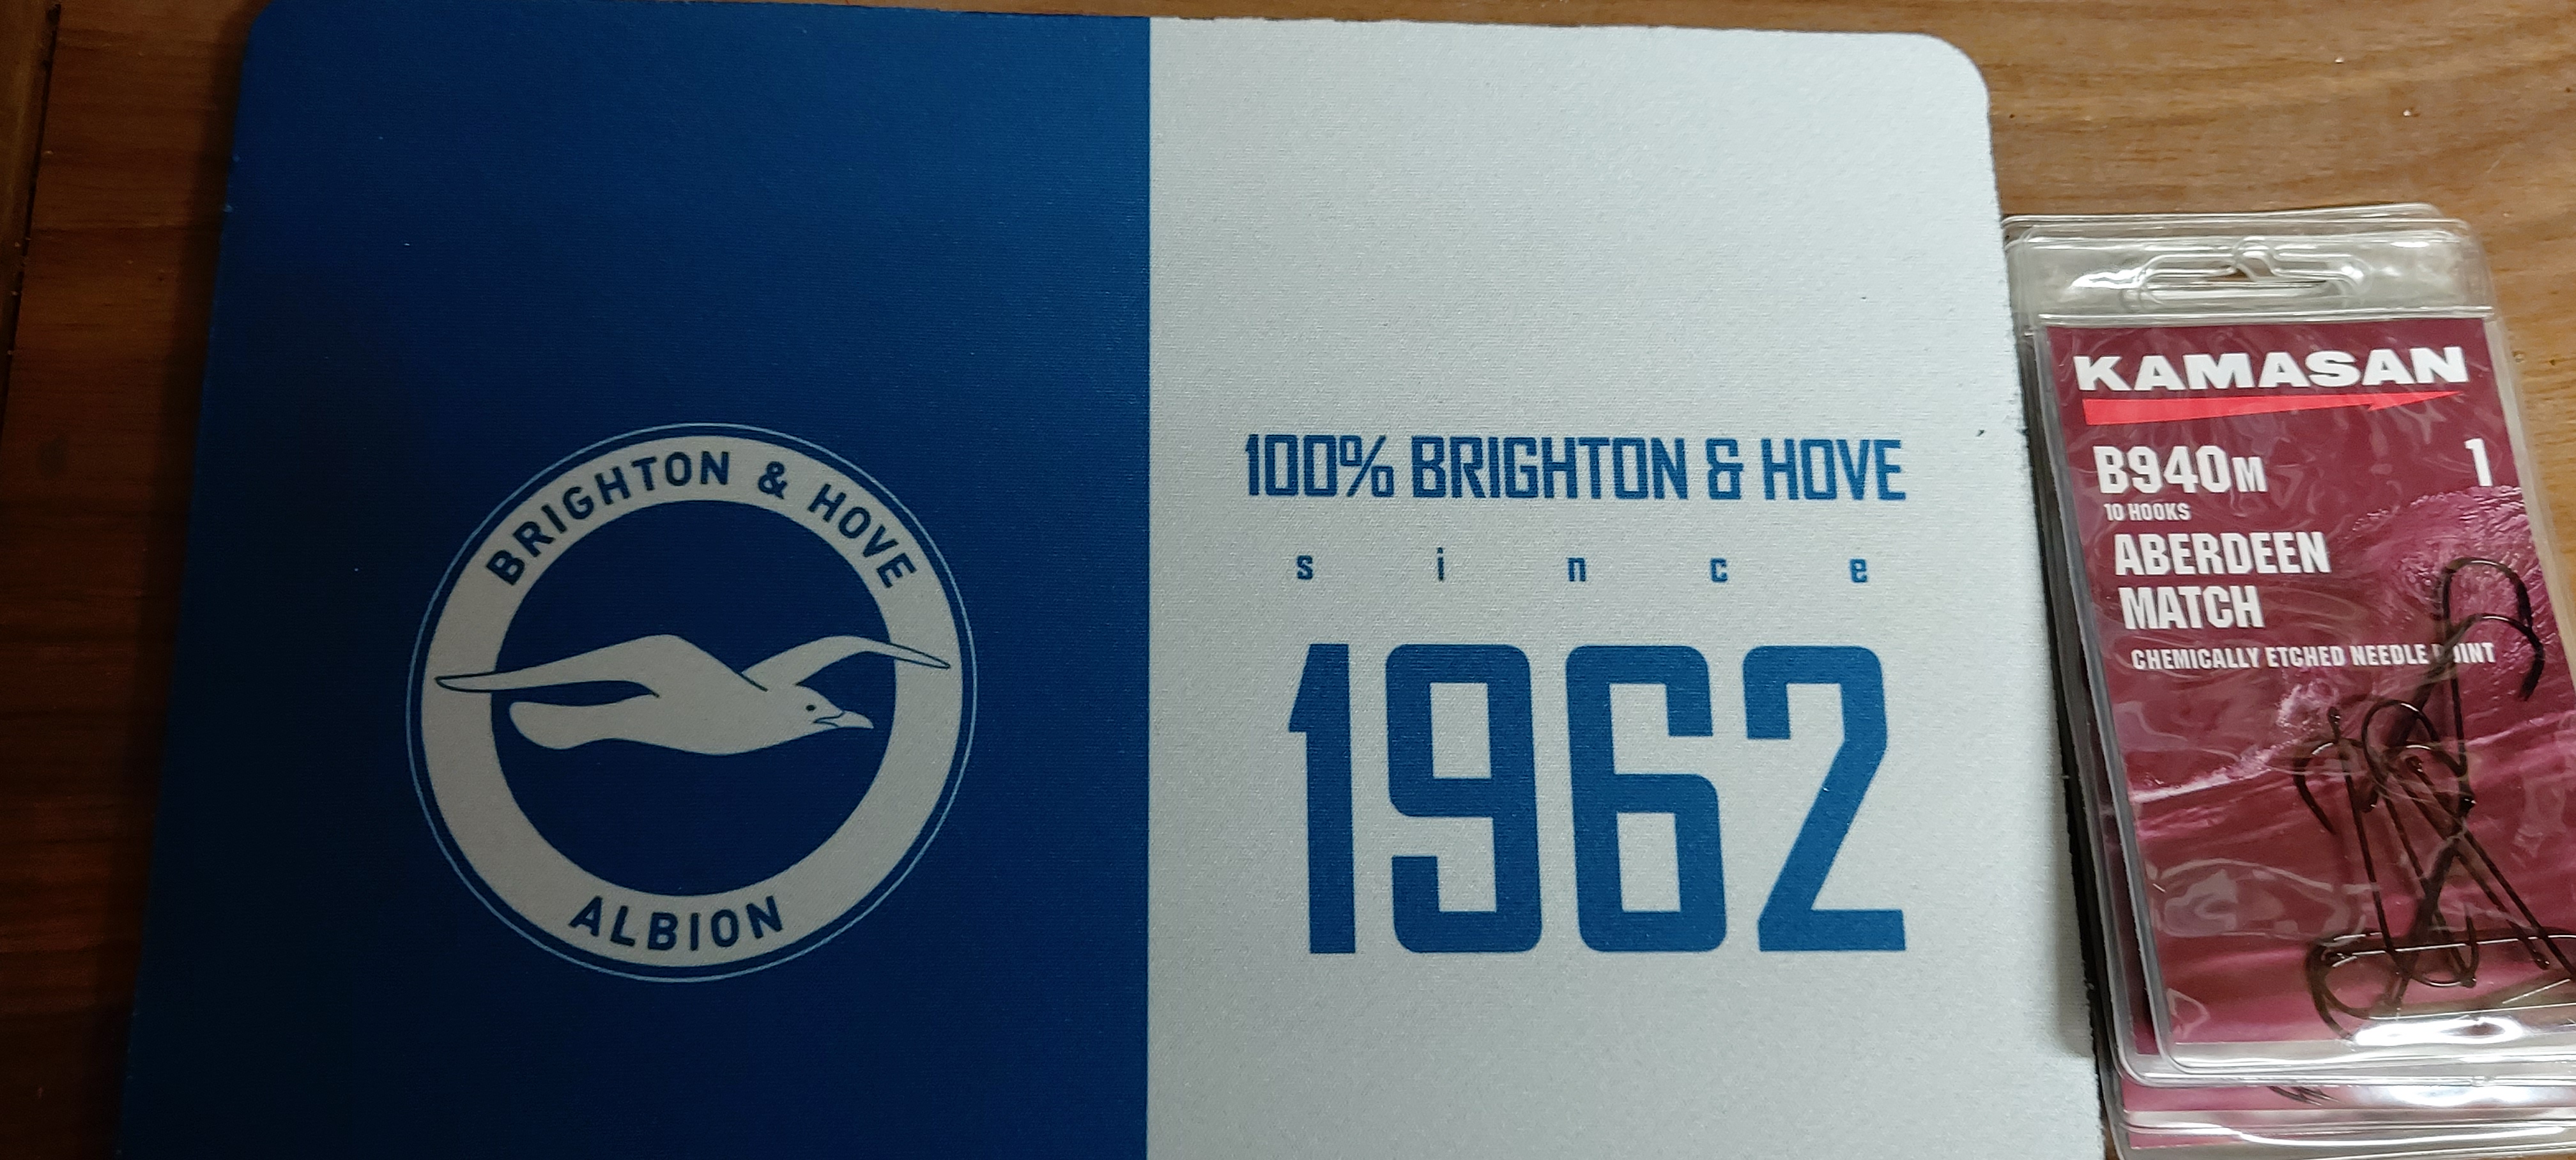 BRIGHTON & HOVE
ALBION
100% BRIGHTON & HOVE
since
1962
KAMASAN
B940M 1
10 HOOKS
ABERDEEN
MATCH
CHEMICALLY ETCHED NEEDLE POINT